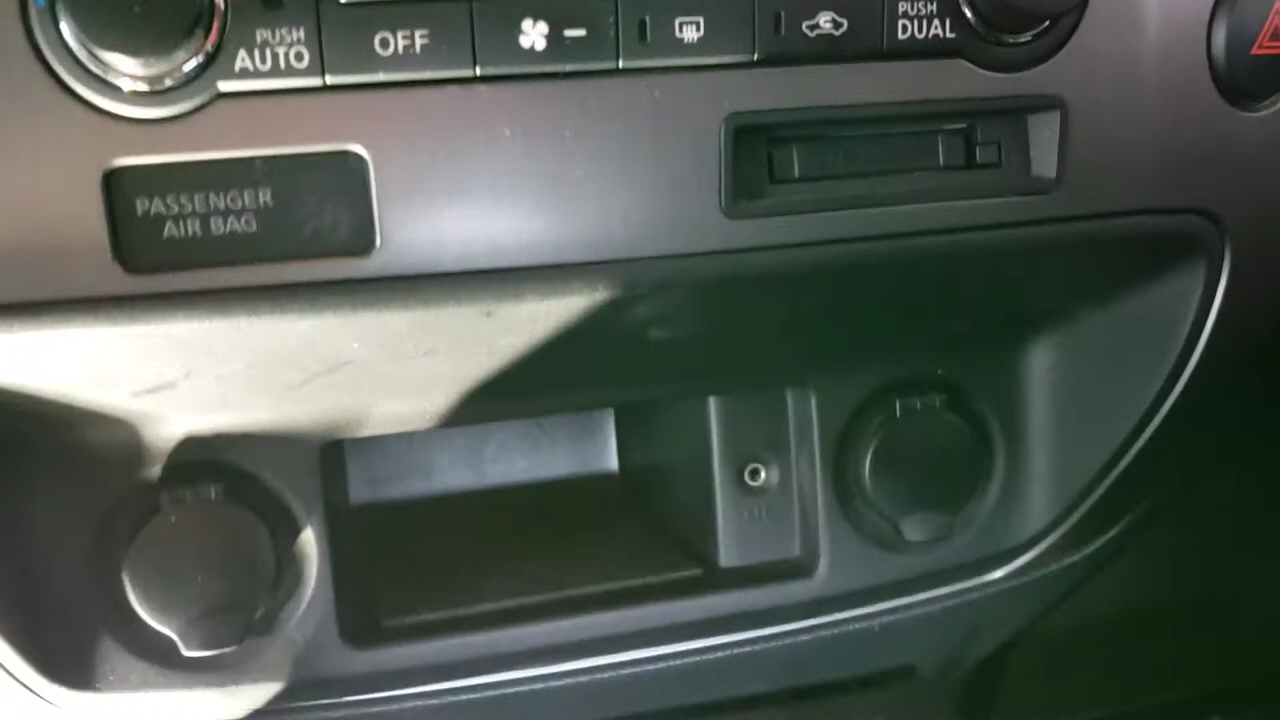 PUSH
AUTO
OFF
PUSH
DUAL
PASSENGER
AIR BAG